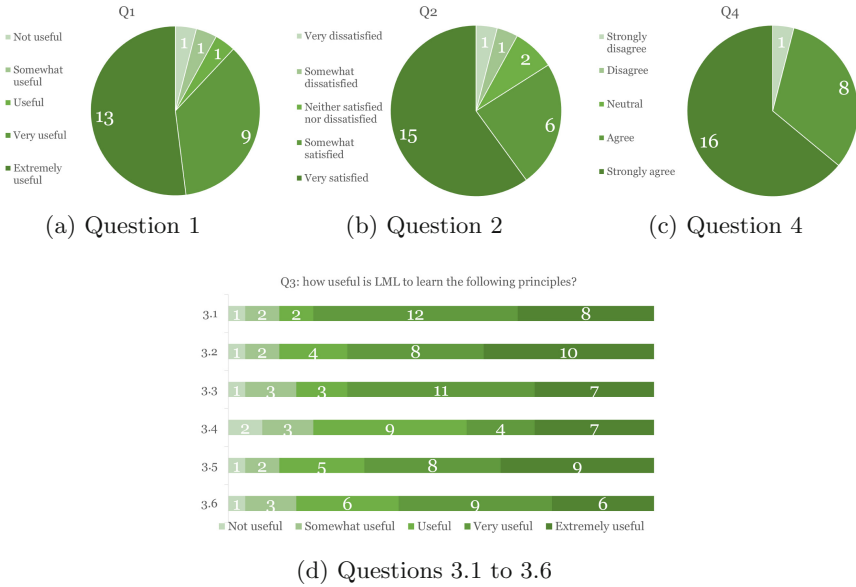 Q1
Not useful
Somewhat
useful
Useful
Very useful
Extremely
useful
1
1
1
9
13
(a) Question 1
Q2
Very dissatisfied
Somewhat
dissatisfied
Neither satisfied
nor dissatisfied
Somewhat
satisfied
Very satisfied
1
1
2
6
15
(b) Question 2
Q4
Strongly
disagree
Disagree
Neutral
Agree
Strongly agree
1
8
16
(c) Question 4
Q3: how useful is LML to learn the following principles?
3.1 1 2 2 12 8
3.2 1 2 4 8 10
3.3 1 3 3 11 7
3.4 2 3 9 4 7
3.5 1 2 5 8 9
3.6 1 3 6 9 6
Not useful Somewhat useful Useful Very useful Extremely useful
(d) Questions 3.1 to 3.6